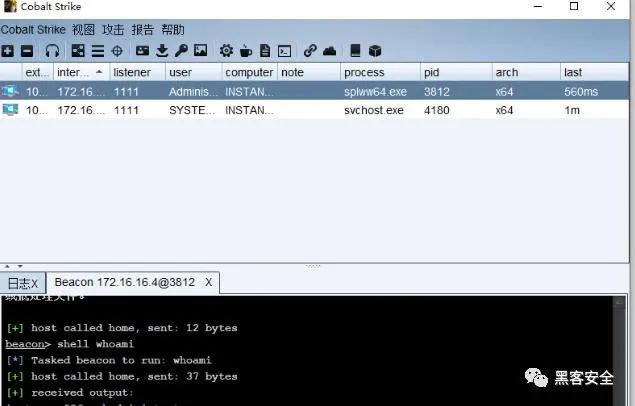 Cobalt Strike
Cobalt Strike 视图 攻击 报告 帮助
ext... inter... listener user computer note process pid arch last
10... 172.16.... 1111 Adminis... INSTAN... splww64.exe 3812 x64 560ms
10... 172.16.... 1111 SYSTE... INSTAN... svchost.exe 4180 x64 1m
日志X Beacon 172.16.16.4@3812 X
[+] host called home, sent: 12 bytes
beacon> shell whoami
[*] Tasked beacon to run: whoami
[+] host called home, sent: 37 bytes
[+] received output:
黑客安全